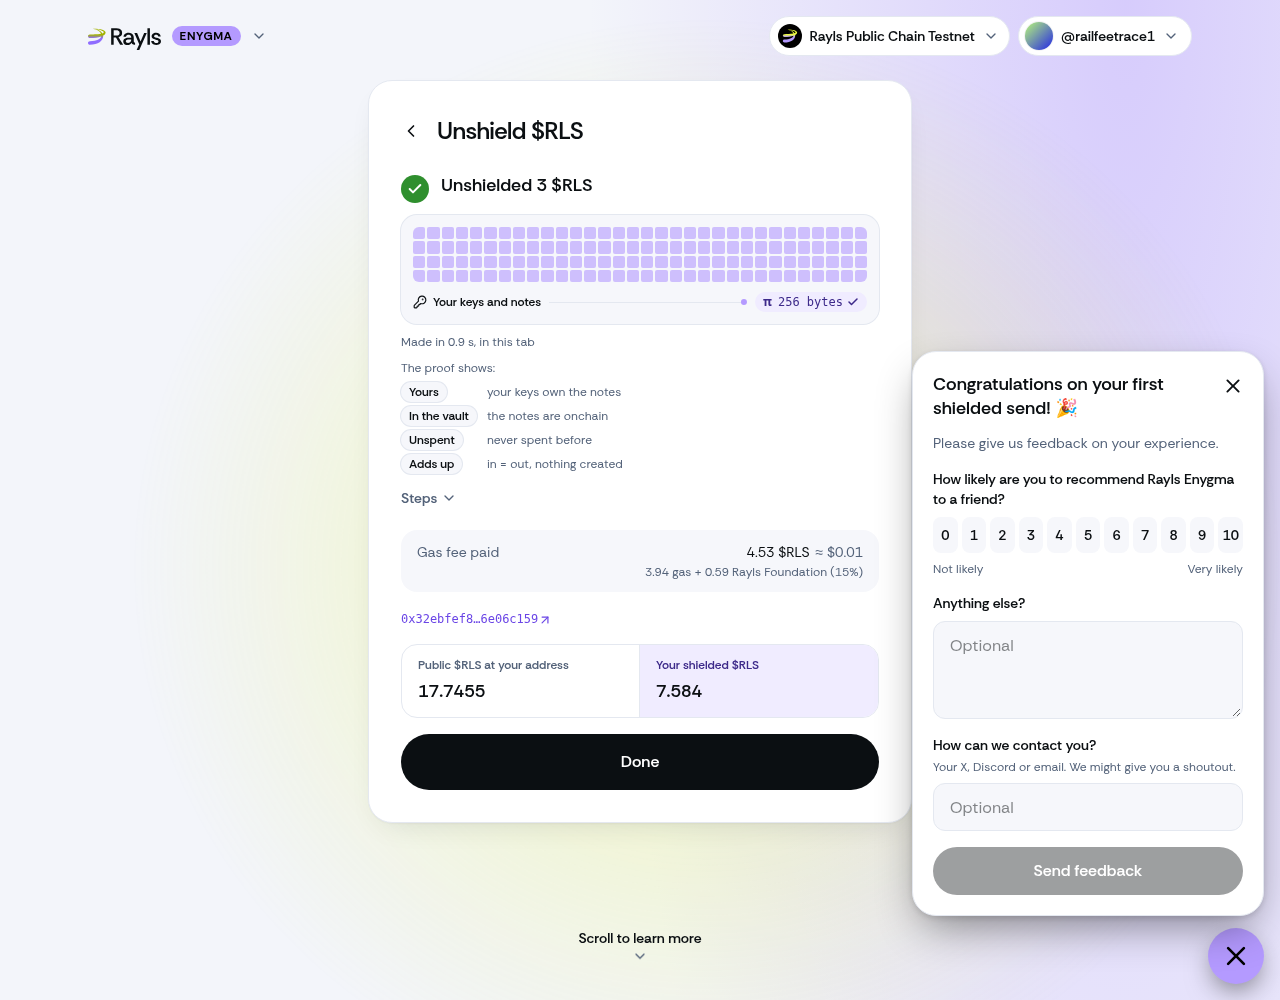 Rayls ENYGMA
Rayls Public Chain Testnet
@railfeetrace1
Unshield $RLS
Unshielded 3 $RLS
Your keys and notes
π 256 bytes
Made in 0.9 s, in this tab
The proof shows:
Yours your keys own the notes
In the vault the notes are onchain
Unspent never spent before
Adds up in = out, nothing created
Steps
Gas fee paid 4.53 $RLS ≈ $0.01
3.94 gas + 0.59 Rayls Foundation (15%)
0x32ebfef8…6e06c159
Public $RLS at your address
17.7455
Your shielded $RLS
7.584
Done
Scroll to learn more
Congratulations on your first
shielded send! 🎉
Please give us feedback on your experience.
How likely are you to recommend Rayls Enygma
to a friend?
0 1 2 3 4 5 6 7 8 9 10
Not likely Very likely
Anything else?
Optional
How can we contact you?
Your X, Discord or email. We might give you a shoutout.
Optional
Send feedback